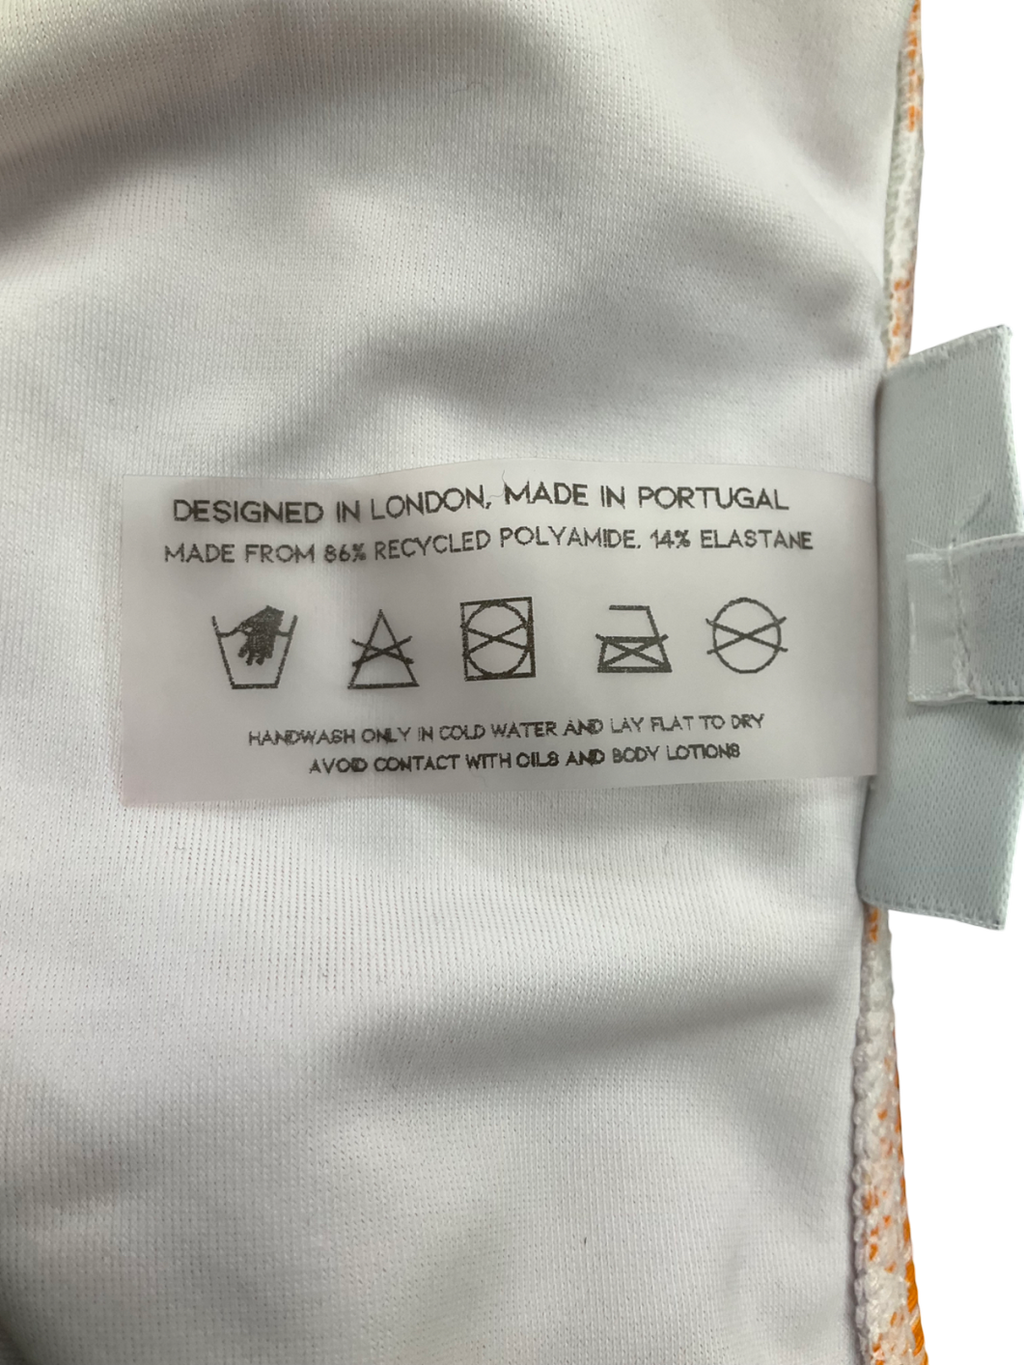 DESIGNED IN LONDON, MADE IN PORTUGAL
MADE FROM 86% RECYCLED POLYAMIDE. 14% ELASTANE
HANDWASH ONLY IN COLD WATER AND LAY FLAT TO DRY
AVOID CONTACT WITH OILS AND BODY LOTIONS